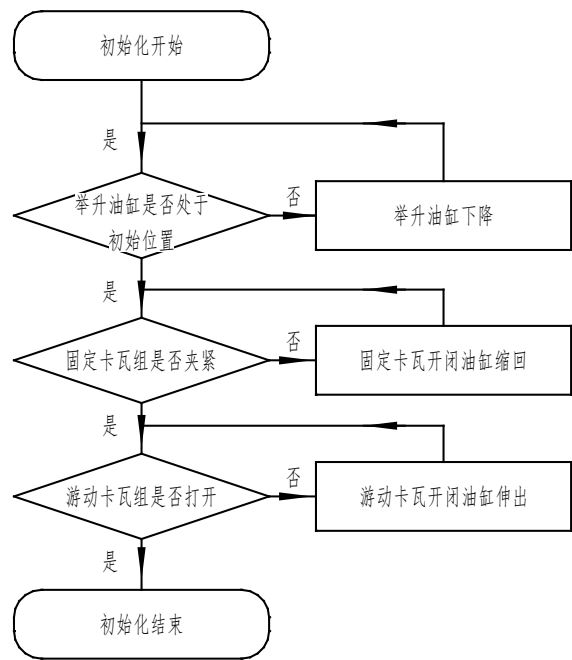 初始化开始
是
举升油缸是否处于
初始位置
否
举升油缸下降
是
固定卡瓦组是否夹紧
否
固定卡瓦开闭油缸缩回
是
游动卡瓦组是否打开
否
游动卡瓦开闭油缸伸出
是
初始化结束